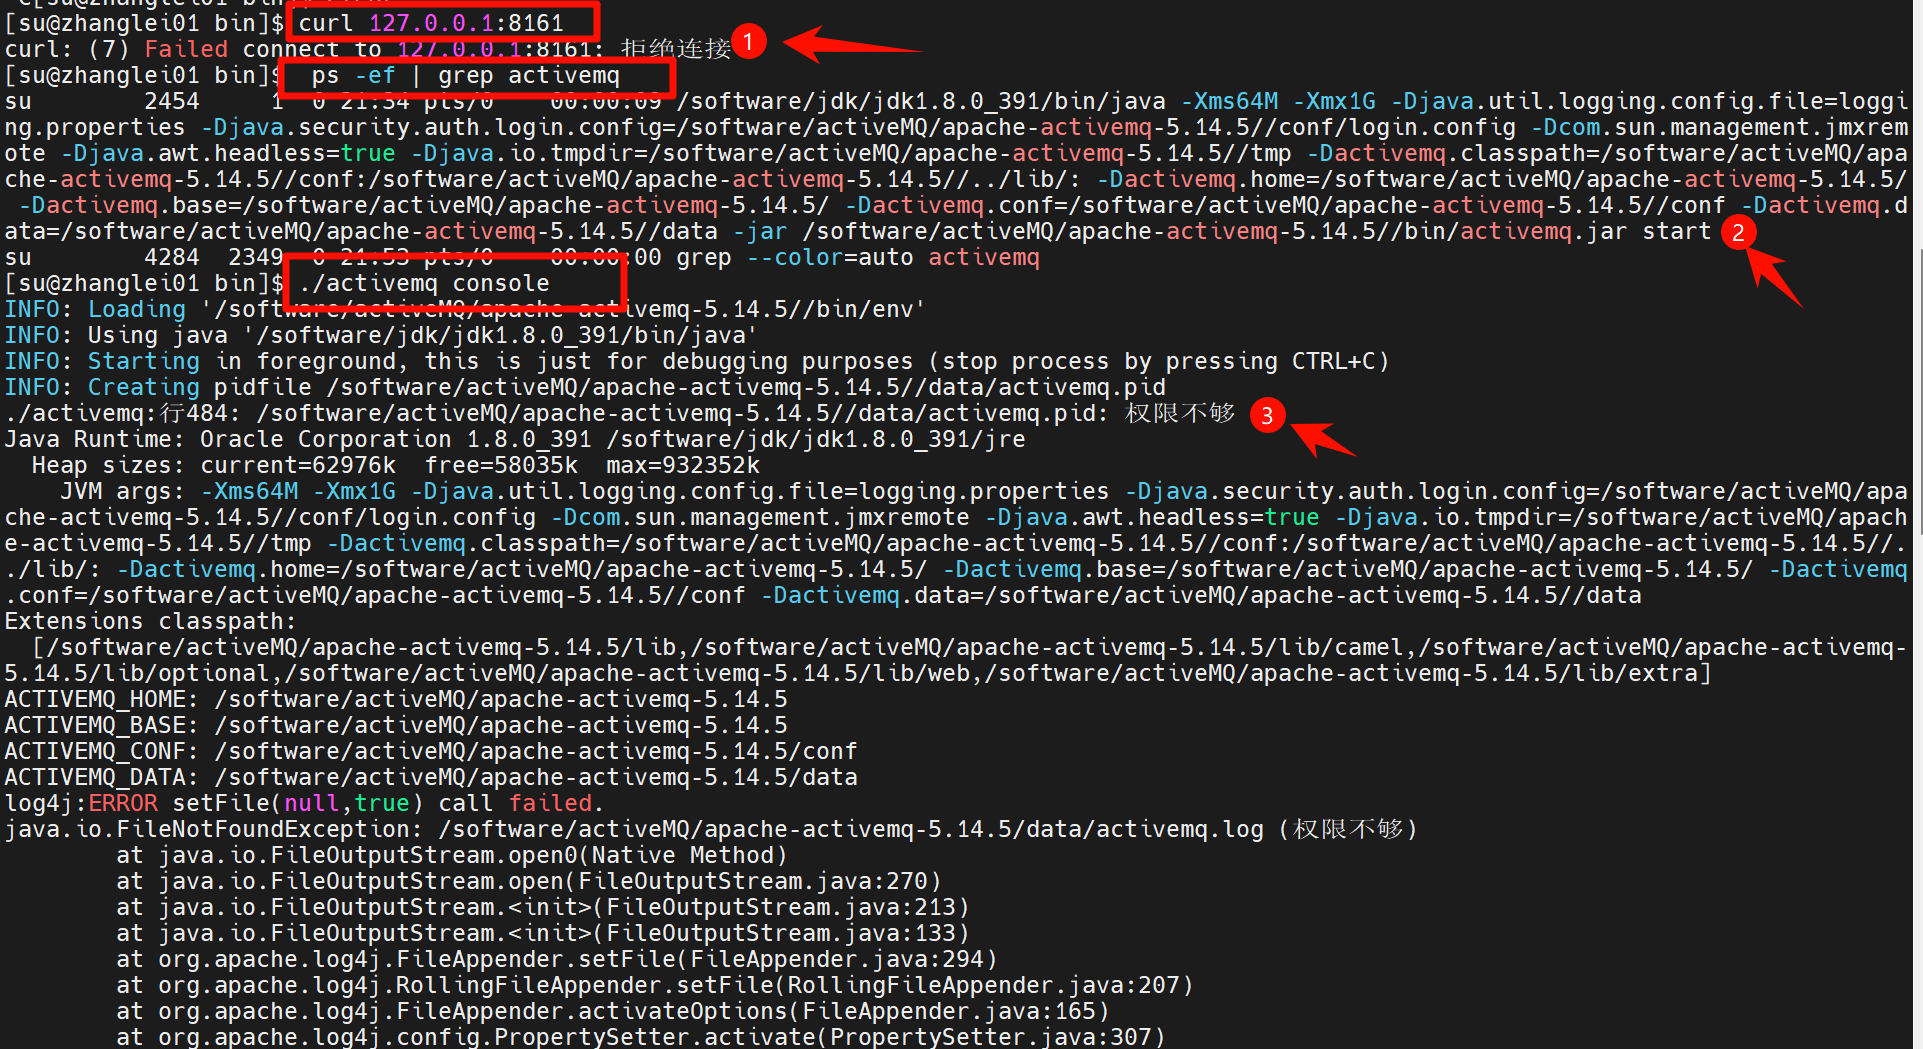 [su@zhanglei01 bin]$ curl 127.0.0.1:8161
curl: (7) Failed connect to 127.0.0.1:8161; 拒绝连接 1
[su@zhanglei01 bin]$ ps -ef | grep activemq
su          2454     1  0 21:34 pts/0    00:00:09 /software/jdk/jdk1.8.0_391/bin/java -Xms64M -Xmx1G -Djava.util.logging.config.file=loggi
ng.properties -Djava.security.auth.login.config=/software/activeMQ/apache-activemq-5.14.5//conf/login.config -Dcom.sun.management.jmxrem
ote -Djava.awt.headless=true -Djava.io.tmpdir=/software/activeMQ/apache-activemq-5.14.5//tmp -Dactivemq.classpath=/software/activeMQ/apa
che-activemq-5.14.5//conf:/software/activeMQ/apache-activemq-5.14.5//../lib/: -Dactivemq.home=/software/activeMQ/apache-activemq-5.14.5/
 -Dactivemq.base=/software/activeMQ/apache-activemq-5.14.5/ -Dactivemq.conf=/software/activeMQ/apache-activemq-5.14.5//conf -Dactivemq.d
ata=/software/activeMQ/apache-activemq-5.14.5//data -jar /software/activeMQ/apache-activemq-5.14.5//bin/activemq.jar start 2
su          4284  2349  0 21:53 pts/0    00:00:00 grep --color=auto activemq
[su@zhanglei01 bin]$ ./activemq console
INFO: Loading '/software/activeMQ/apache-activemq-5.14.5//bin/env'
INFO: Using java '/software/jdk/jdk1.8.0_391/bin/java'
INFO: Starting in foreground, this is just for debugging purposes (stop process by pressing CTRL+C)
INFO: Creating pidfile /software/activeMQ/apache-activemq-5.14.5//data/activemq.pid
./activemq:行484: /software/activeMQ/apache-activemq-5.14.5//data/activemq.pid: 权限不够 3
Java Runtime: Oracle Corporation 1.8.0_391 /software/jdk/jdk1.8.0_391/jre
  Heap sizes: current=62976k  free=58035k  max=932352k
    JVM args: -Xms64M -Xmx1G -Djava.util.logging.config.file=logging.properties -Djava.security.auth.login.config=/software/activeMQ/apa
che-activemq-5.14.5//conf/login.config -Dcom.sun.management.jmxremote -Djava.awt.headless=true -Djava.io.tmpdir=/software/activeMQ/apach
e-activemq-5.14.5//tmp -Dactivemq.classpath=/software/activeMQ/apache-activemq-5.14.5//conf:/software/activeMQ/apache-activemq-5.14.5//.
./lib/: -Dactivemq.home=/software/activeMQ/apache-activemq-5.14.5/ -Dactivemq.base=/software/activeMQ/apache-activemq-5.14.5/ -Dactivemq
.conf=/software/activeMQ/apache-activemq-5.14.5//conf -Dactivemq.data=/software/activeMQ/apache-activemq-5.14.5//data
Extensions classpath:
  [/software/activeMQ/apache-activemq-5.14.5/lib,/software/activeMQ/apache-activemq-5.14.5/lib/camel,/software/activeMQ/apache-activemq-
5.14.5/lib/optional,/software/activeMQ/apache-activemq-5.14.5/lib/web,/software/activeMQ/apache-activemq-5.14.5/lib/extra]
ACTIVEMQ_HOME: /software/activeMQ/apache-activemq-5.14.5
ACTIVEMQ_BASE: /software/activeMQ/apache-activemq-5.14.5
ACTIVEMQ_CONF: /software/activeMQ/apache-activemq-5.14.5/conf
ACTIVEMQ_DATA: /software/activeMQ/apache-activemq-5.14.5/data
log4j:ERROR setFile(null,true) call failed.
java.io.FileNotFoundException: /software/activeMQ/apache-activemq-5.14.5/data/activemq.log (权限不够)
        at java.io.FileOutputStream.open0(Native Method)
        at java.io.FileOutputStream.open(FileOutputStream.java:270)
        at java.io.FileOutputStream.<init>(FileOutputStream.java:213)
        at java.io.FileOutputStream.<init>(FileOutputStream.java:133)
        at org.apache.log4j.FileAppender.setFile(FileAppender.java:294)
        at org.apache.log4j.RollingFileAppender.setFile(RollingFileAppender.java:207)
        at org.apache.log4j.FileAppender.activateOptions(FileAppender.java:165)
        at org.apache.log4j.config.PropertySetter.activate(PropertySetter.java:307)